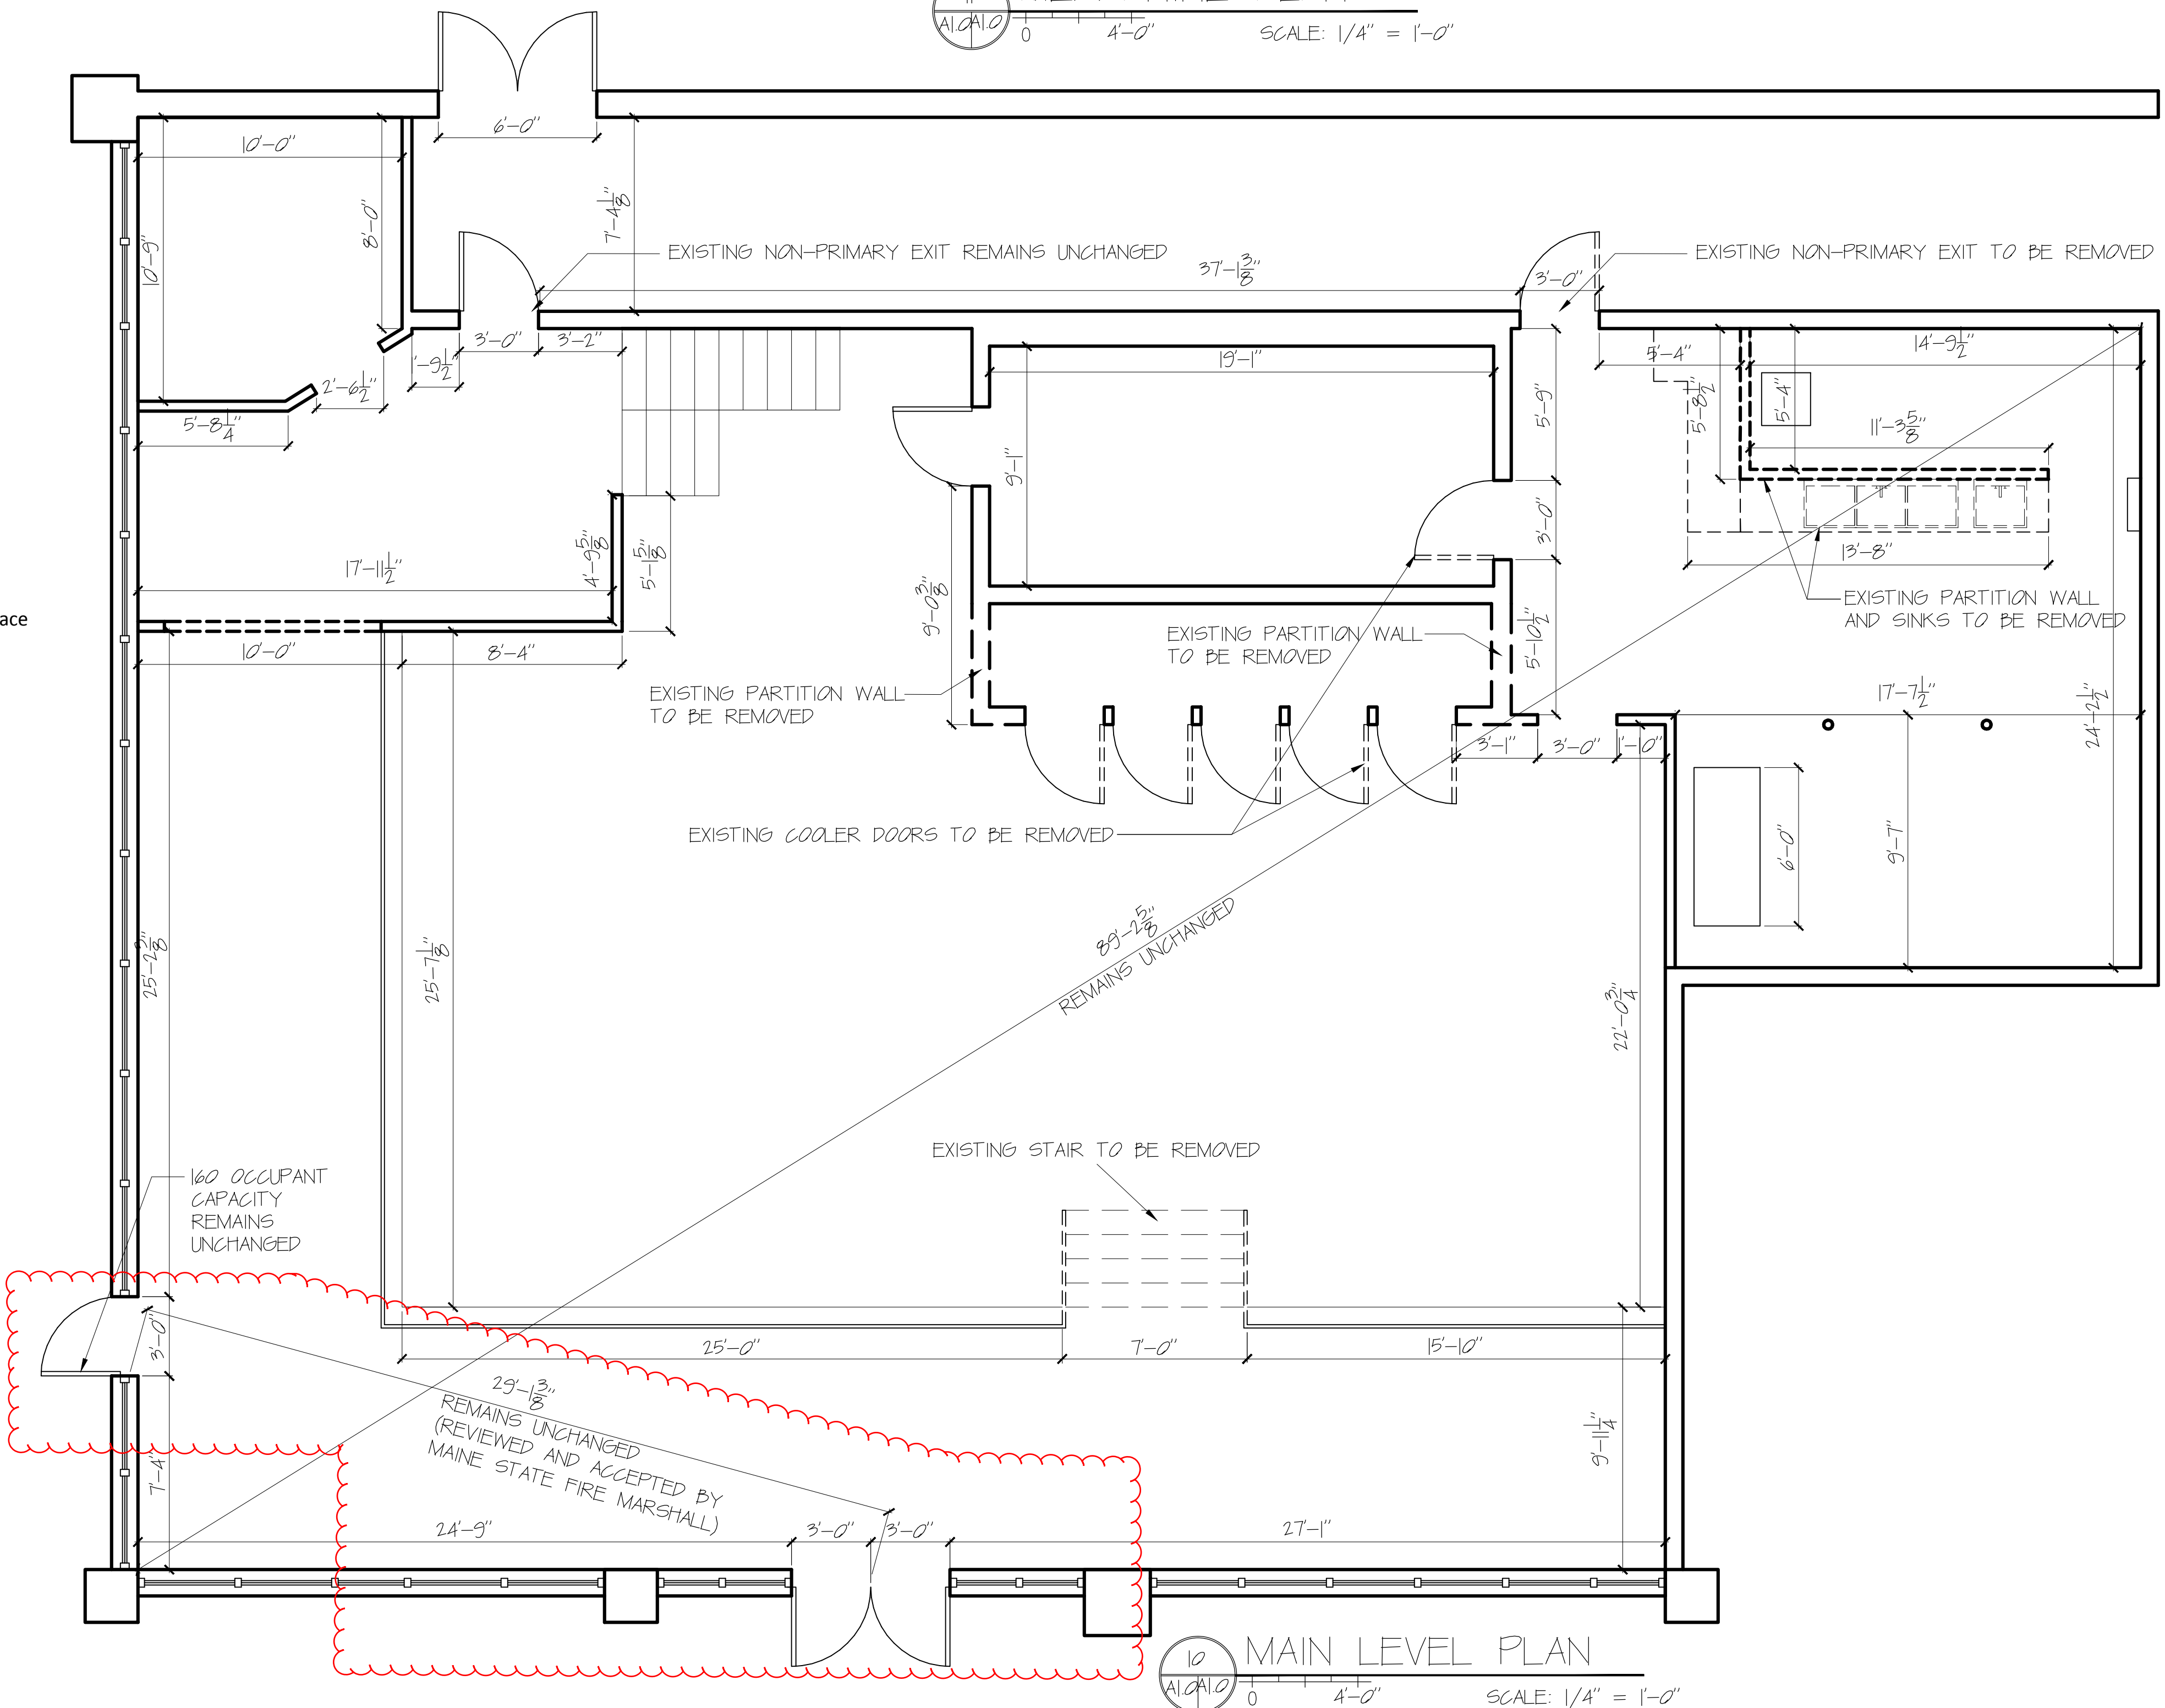 A1.0
A1.0
0
4'-0"
SCALE: 1/4" = 1'-0"
6'-0"
10'-0"
10'-9"
8'-0"
7'-4 1/8"
EXISTING NON-PRIMARY EXIT REMAINS UNCHANGED
37'-1 3/8"
3'-0"
EXISTING NON-PRIMARY EXIT TO BE REMOVED
3'-0"
3'-2"
1'-9 1/2"
2'-6 1/2"
5'-8 1/4"
19'-1"
9'-1"
5'-9"
5'-4"
14'-9 1/2"
5'-8 1/2"
5'-4"
11'-3 5/8"
3'-0"
13'-8"
17'-11 1/2"
4'-9 5/8"
5'-1 5/8"
9'-0 3/8"
5'-10 1/2"
EXISTING PARTITION WALL
AND SINKS TO BE REMOVED
ace
10'-0"
8'-4"
EXISTING PARTITION WALL
TO BE REMOVED
EXISTING PARTITION WALL
TO BE REMOVED
17'-7 1/2"
24'-2 1/2"
3'-1"
3'-0"
1'-10"
EXISTING COOLER DOORS TO BE REMOVED
6'-0"
9'-7"
25'-2 5/8"
25'-7 1/8"
89'-2 5/8"
REMAINS UNCHANGED
22'-0 3/4"
EXISTING STAIR TO BE REMOVED
160 OCCUPANT
CAPACITY
REMAINS
UNCHANGED
3'-0"
25'-0"
7'-0"
15'-10"
29'-1 3/8"
REMAINS UNCHANGED
(REVIEWED AND ACCEPTED BY
MAINE STATE FIRE MARSHALL)
9'-11 1/4"
7'-4"
24'-9"
3'-0"
3'-0"
27'-1"
10
A1.0
A1.0
MAIN LEVEL PLAN
0
4'-0"
SCALE: 1/4" = 1'-0"